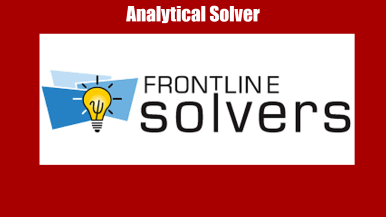 Analytical Solver
FRONTLINE
solvers